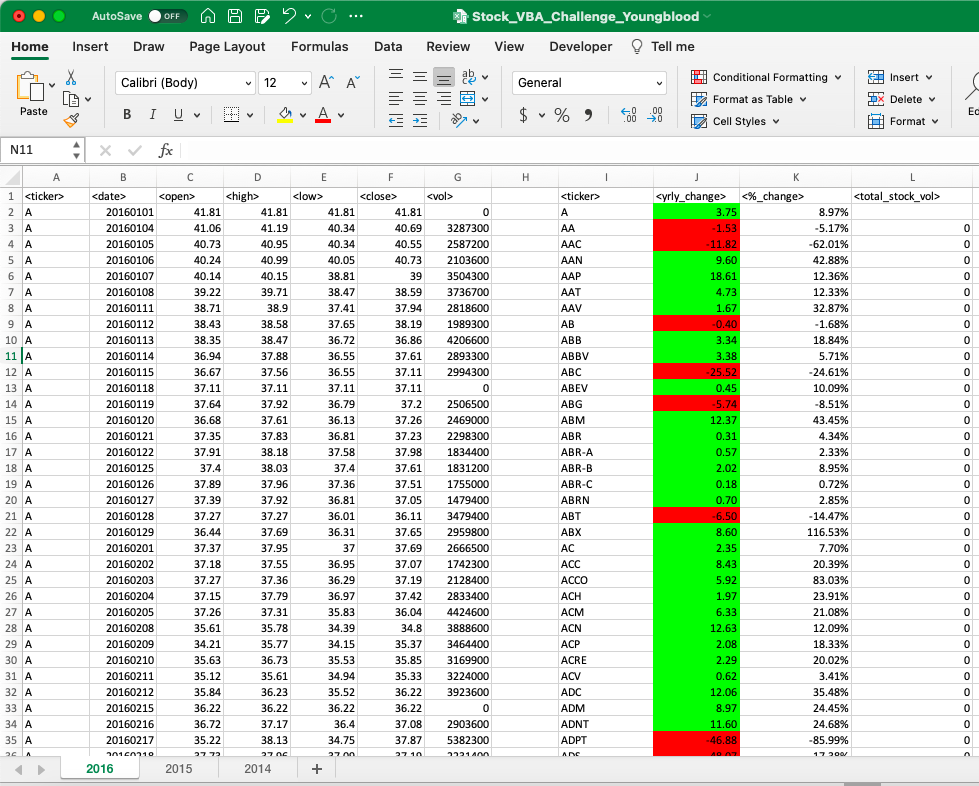 AutoSave OFF Stock_VBA_Challenge_Youngblood
Home Insert Draw Page Layout Formulas Data Review View Developer Tell me
Paste Calibri (Body) 12 A A ab General Conditional Formatting Insert
Format as Table Delete
B I U A $ % Cell Styles Format
N11 fx
A B C D E F G H I J K L
1 <ticker> <date> <open> <high> <low> <close> <vol> <ticker> <yrly_change> <%_change> <total_stock_vol>
2 A 20160101 41.81 41.81 41.81 41.81 0 A 3.75 8.97%
3 A 20160104 41.06 41.19 40.34 40.69 3287300 AA -1.53 -5.17% 0
4 A 20160105 40.73 40.95 40.34 40.55 2587200 AAC -11.82 -62.01% 0
5 A 20160106 40.24 40.99 40.05 40.73 2103600 AAN 9.60 42.88% 0
6 A 20160107 40.14 40.15 38.81 39 3504300 AAP 18.61 12.36% 0
7 A 20160108 39.22 39.71 38.47 38.59 3736700 AAT 4.73 12.33% 0
8 A 20160111 38.71 38.9 37.41 37.94 2818600 AAV 1.67 32.87% 0
9 A 20160112 38.43 38.58 37.65 38.19 1989300 AB -0.40 -1.68% 0
10 A 20160113 38.35 38.47 36.72 36.86 4206600 ABB 3.34 18.84% 0
11 A 20160114 36.94 37.88 36.55 37.61 2893300 ABBV 3.38 5.71% 0
12 A 20160115 36.67 37.56 36.55 37.11 2994300 ABC -25.52 -24.61% 0
13 A 20160118 37.11 37.11 37.11 37.11 0 ABEV 0.45 10.09% 0
14 A 20160119 37.64 37.92 36.79 37.2 2506500 ABG -5.74 -8.51% 0
15 A 20160120 36.68 37.61 36.13 37.26 2469000 ABM 12.37 43.45% 0
16 A 20160121 37.35 37.83 36.81 37.23 2298300 ABR 0.31 4.34% 0
17 A 20160122 37.91 38.18 37.58 37.98 1834400 ABR-A 0.57 2.33% 0
18 A 20160125 37.4 38.03 37.4 37.61 1831200 ABR-B 2.02 8.95% 0
19 A 20160126 37.89 37.96 37.36 37.51 1755000 ABR-C 0.18 0.72% 0
20 A 20160127 37.39 37.92 36.81 37.05 1479400 ABRN 0.70 2.85% 0
21 A 20160128 37.27 37.27 36.01 36.11 3479400 ABT -6.50 -14.47% 0
22 A 20160129 36.44 37.69 36.31 37.65 2959800 ABX 8.60 116.53% 0
23 A 20160201 37.37 37.95 37 37.69 2666500 AC 2.35 7.70% 0
24 A 20160202 37.18 37.55 36.95 37.07 1742300 ACC 8.43 20.39% 0
25 A 20160203 37.27 37.36 36.29 37.19 2128400 ACCO 5.92 83.03% 0
26 A 20160204 37.15 37.79 36.97 37.42 2833400 ACH 1.97 23.91% 0
27 A 20160205 37.26 37.31 35.83 36.04 4424600 ACM 6.33 21.08% 0
28 A 20160208 35.61 35.78 34.39 34.8 3888600 ACN 12.63 12.09% 0
29 A 20160209 34.21 35.77 34.15 35.37 3464400 ACP 2.08 18.33% 0
30 A 20160210 35.63 36.73 35.53 35.85 3169900 ACRE 2.29 20.02% 0
31 A 20160211 35.12 35.61 34.94 35.33 3224000 ACV 0.62 3.41% 0
32 A 20160212 35.84 36.23 35.52 36.22 3923600 ADC 12.06 35.48% 0
33 A 20160215 36.22 36.22 36.22 36.22 0 ADM 8.97 24.45% 0
34 A 20160216 36.72 37.17 36.4 37.08 2903600 ADNT 11.60 24.68% 0
35 A 20160217 35.22 38.13 34.75 37.87 5382300 ADPT -46.88 -85.99% 0
2016 2015 2014 +